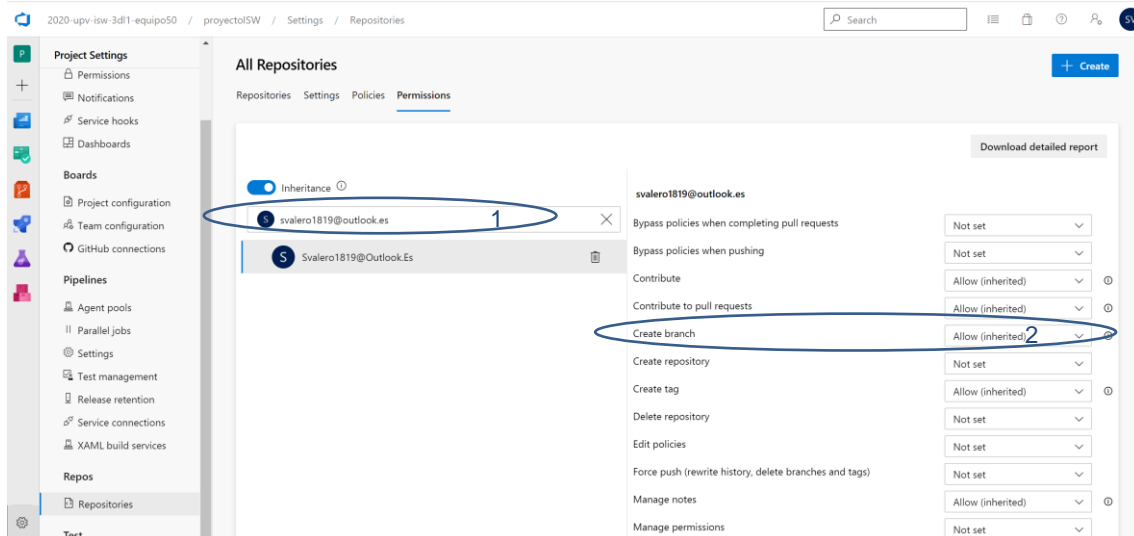 2020-upv-isw-3dl1-equipo50 / proyectoISW / Settings / Repositories
Search
SV
P
Project Settings
Permissions
Notifications
Service hooks
Dashboards
Boards
Project configuration
Team configuration
GitHub connections
Pipelines
Agent pools
Parallel jobs
Settings
Test management
Release retention
Service connections
XAML build services
Repos
Repositories
Test
All Repositories
+ Create
Repositories Settings Policies Permissions
Download detailed report
Inheritance
S svalero1819@outlook.es 1
S Svalero1819@Outlook.Es
svalero1819@outlook.es
Bypass policies when completing pull requests Not set
Bypass policies when pushing Not set
Contribute Allow (inherited)
Contribute to pull requests Allow (inherited)
Create branch Allow (inherited) 2
Create repository Not set
Create tag Allow (inherited)
Delete repository Not set
Edit policies Not set
Force push (rewrite history, delete branches and tags) Not set
Manage notes Allow (inherited)
Manage permissions Not set